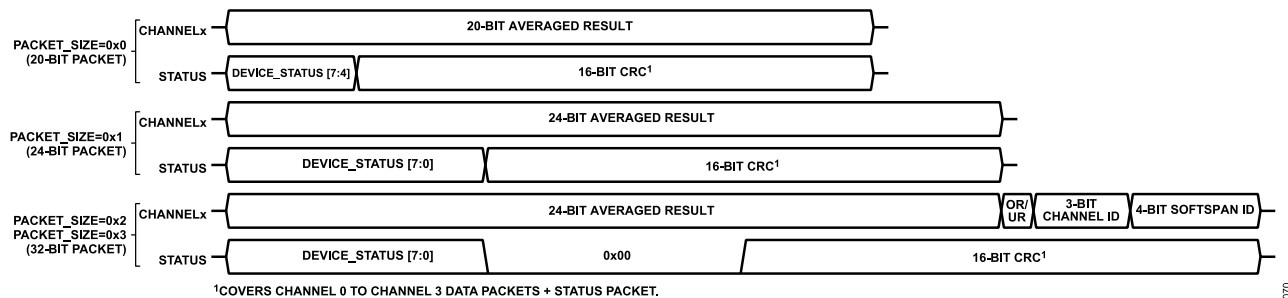 CHANNELx
20-BIT AVERAGED RESULT
PACKET_SIZE=0x0
(20-BIT PACKET)
STATUS
DEVICE_STATUS [7:4]
16-BIT CRC1
CHANNELx
24-BIT AVERAGED RESULT
PACKET_SIZE=0x1
(24-BIT PACKET)
STATUS
DEVICE_STATUS [7:0]
16-BIT CRC1
CHANNELx
24-BIT AVERAGED RESULT
OR/
UR
3-BIT
CHANNEL ID
4-BIT SOFTSPAN ID
PACKET_SIZE=0x2
PACKET_SIZE=0x3
(32-BIT PACKET)
STATUS
DEVICE_STATUS [7:0]
0x00
16-BIT CRC1
1COVERS CHANNEL 0 TO CHANNEL 3 DATA PACKETS + STATUS PACKET.
070